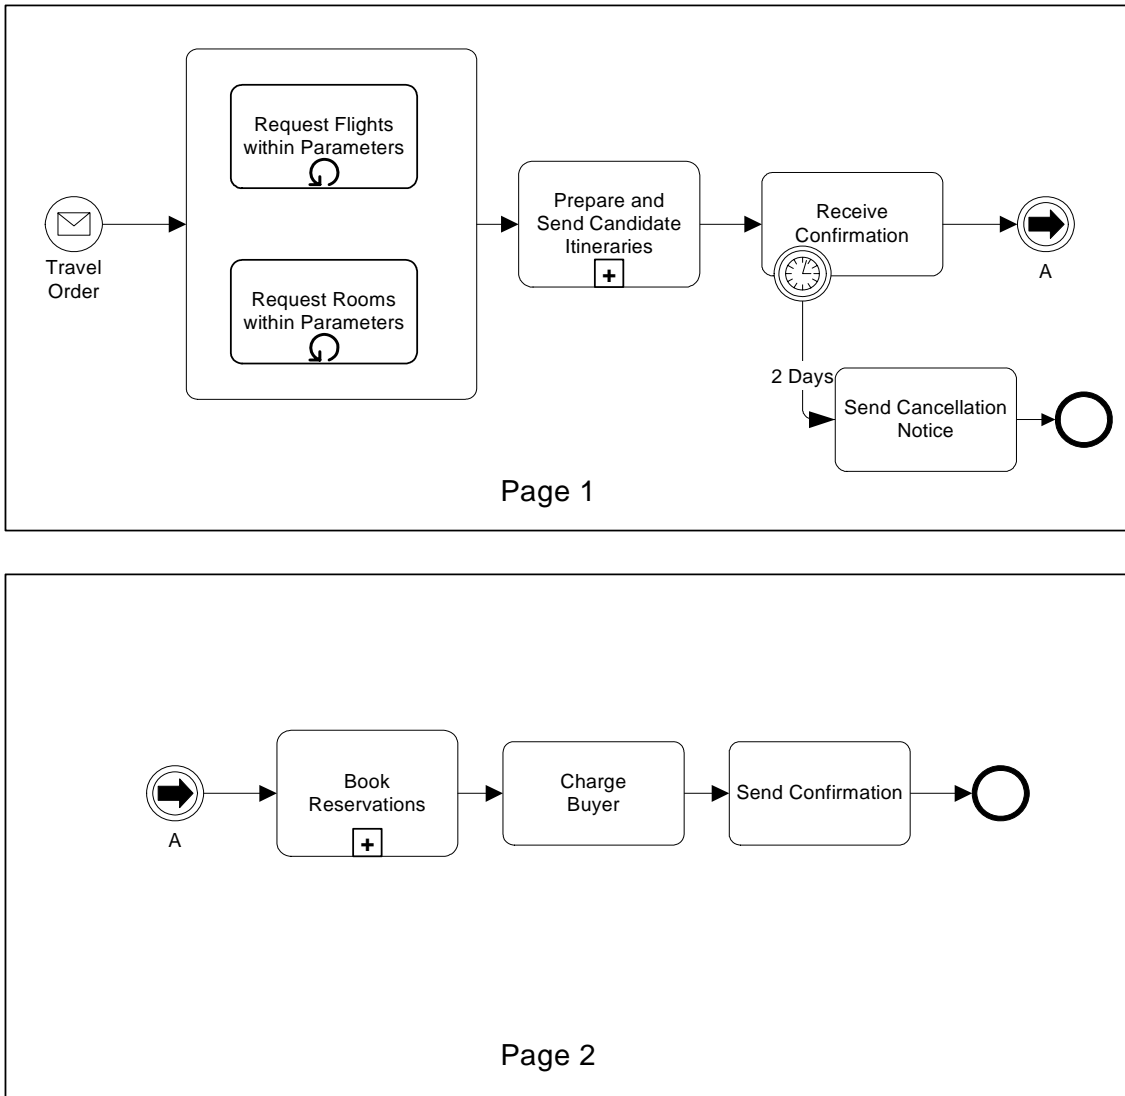 Request Flights
within Parameters
Travel
Order
Request Rooms
within Parameters
Prepare and
Send Candidate
Itineraries
+
Receive
Confirmation
A
2 Days
Send Cancellation
Notice
Page 1
A
Book
Reservations
+
Charge
Buyer
Send Confirmation
Page 2